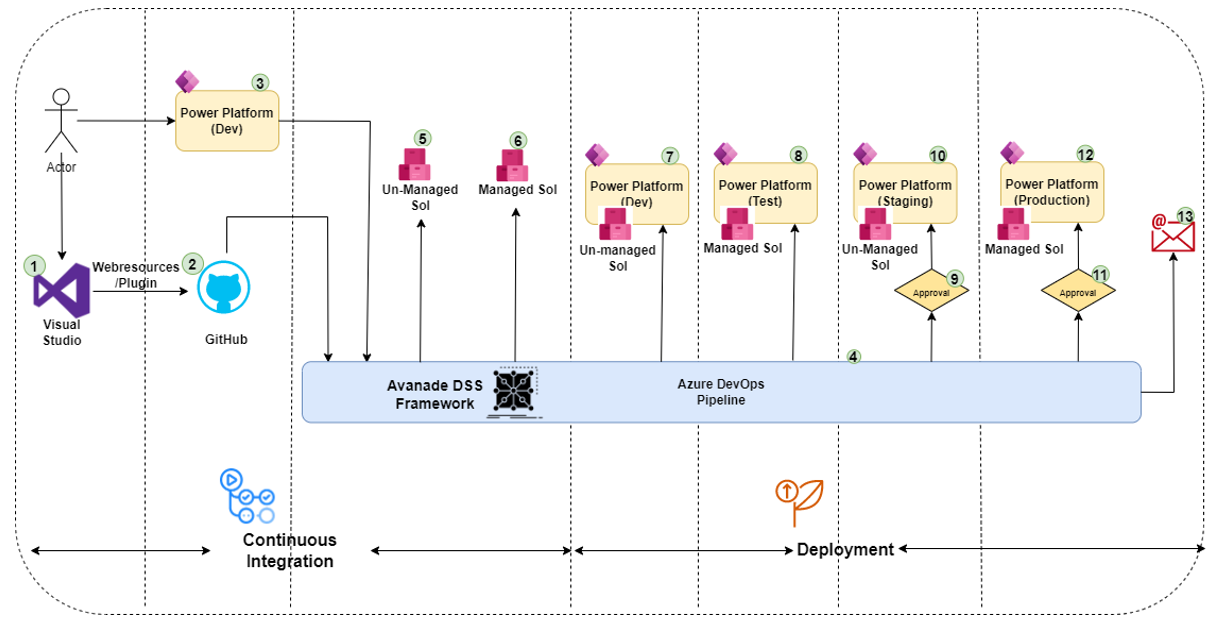 3
Power Platform
(Dev)
5
6
7
8
10
12
Actor
Un-Managed
Sol
Managed Sol
Power Platform
(Dev)
Un-managed
Sol
Power Platform
(Test)
Managed Sol
Power Platform
(Staging)
Un-Managed
Sol
Power Platform
(Production)
Managed Sol
@
13
1
Webresources
/Plugin
2
9
Approval
11
Approval
Visual
Studio
GitHub
4
Avanade DSS
Framework
Azure DevOps
Pipeline
Continuous
Integration
Deployment